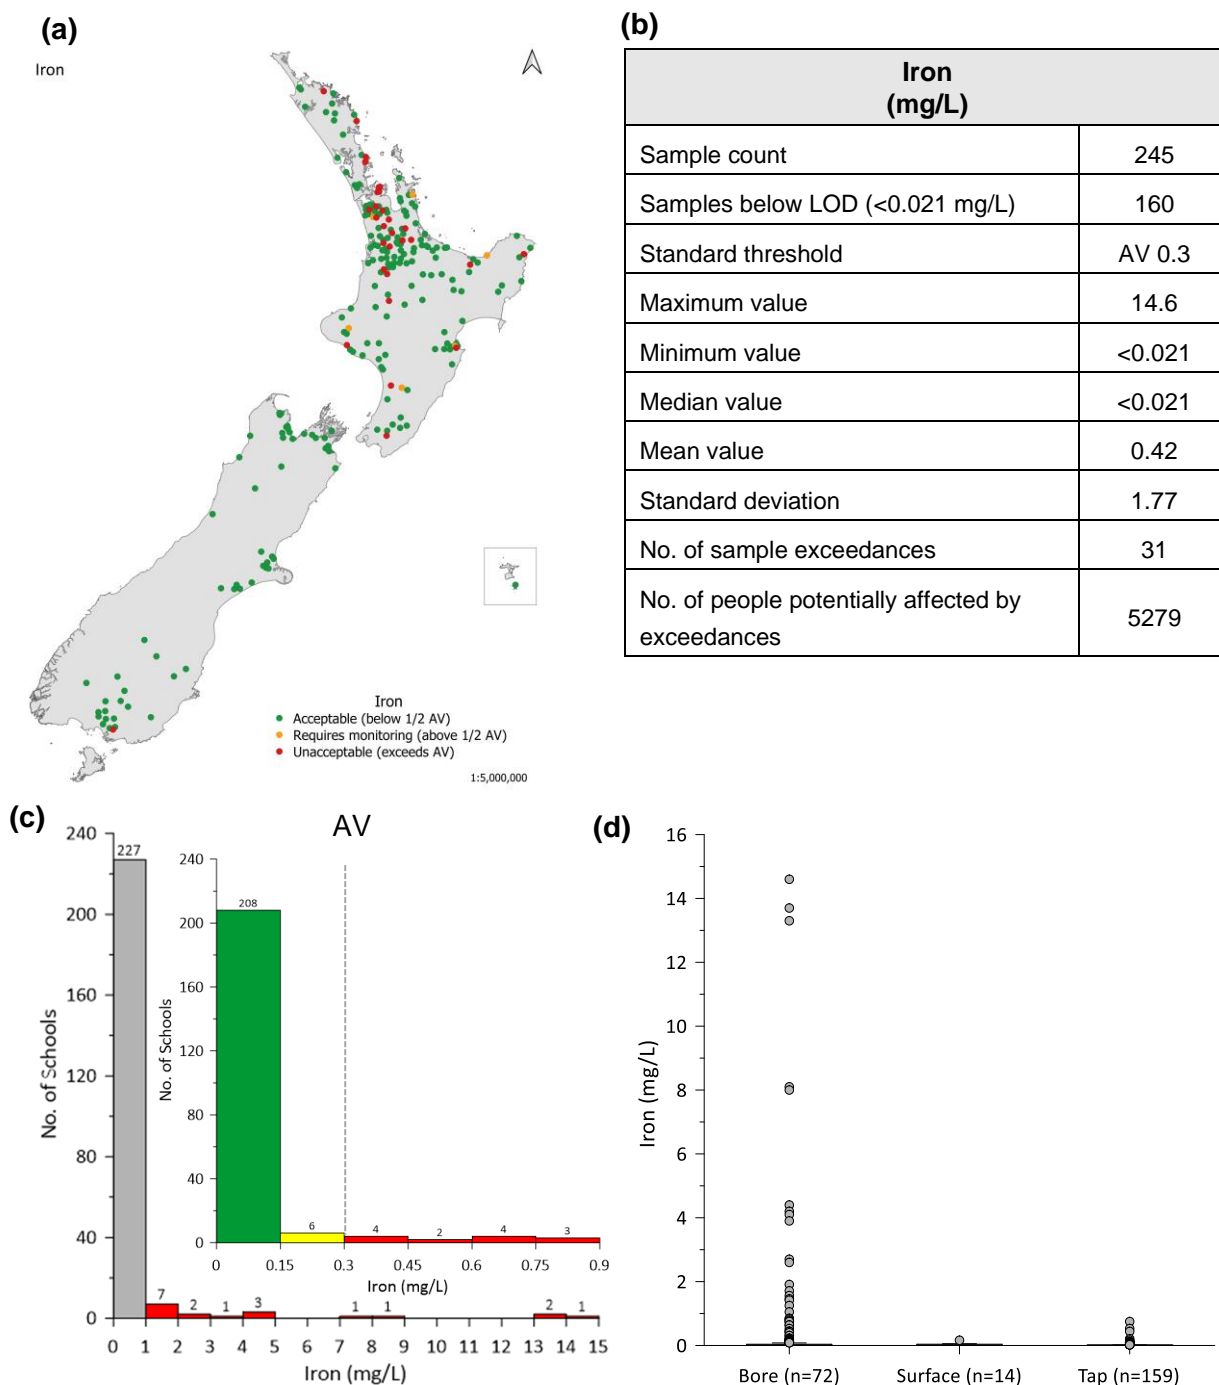 (a)
Iron
Iron
Acceptable (below 1/2 AV)
Requires monitoring (above 1/2 AV)
Unacceptable (exceeds AV)
1:5,000,000
(b)
Iron
(mg/L)
Sample count 245
Samples below LOD (<0.021 mg/L) 160
Standard threshold AV 0.3
Maximum value 14.6
Minimum value <0.021
Median value <0.021
Mean value 0.42
Standard deviation 1.77
No. of sample exceedances 31
No. of people potentially affected by
exceedances 5279
(c)
AV
No. of Schools
240
200
160
120
80
40
0
227
7 2 1 3 1 1 2 1
0 1 2 3 4 5 6 7 8 9 10 11 12 13 14 15
Iron (mg/L)
No. of Schools
240
200
160
120
80
40
0
208
6 4 2 4 3
0 0.15 0.3 0.45 0.6 0.75 0.9
Iron (mg/L)
(d)
Iron (mg/L)
16
14
12
10
8
6
4
2
0
Bore (n=72) Surface (n=14) Tap (n=159)